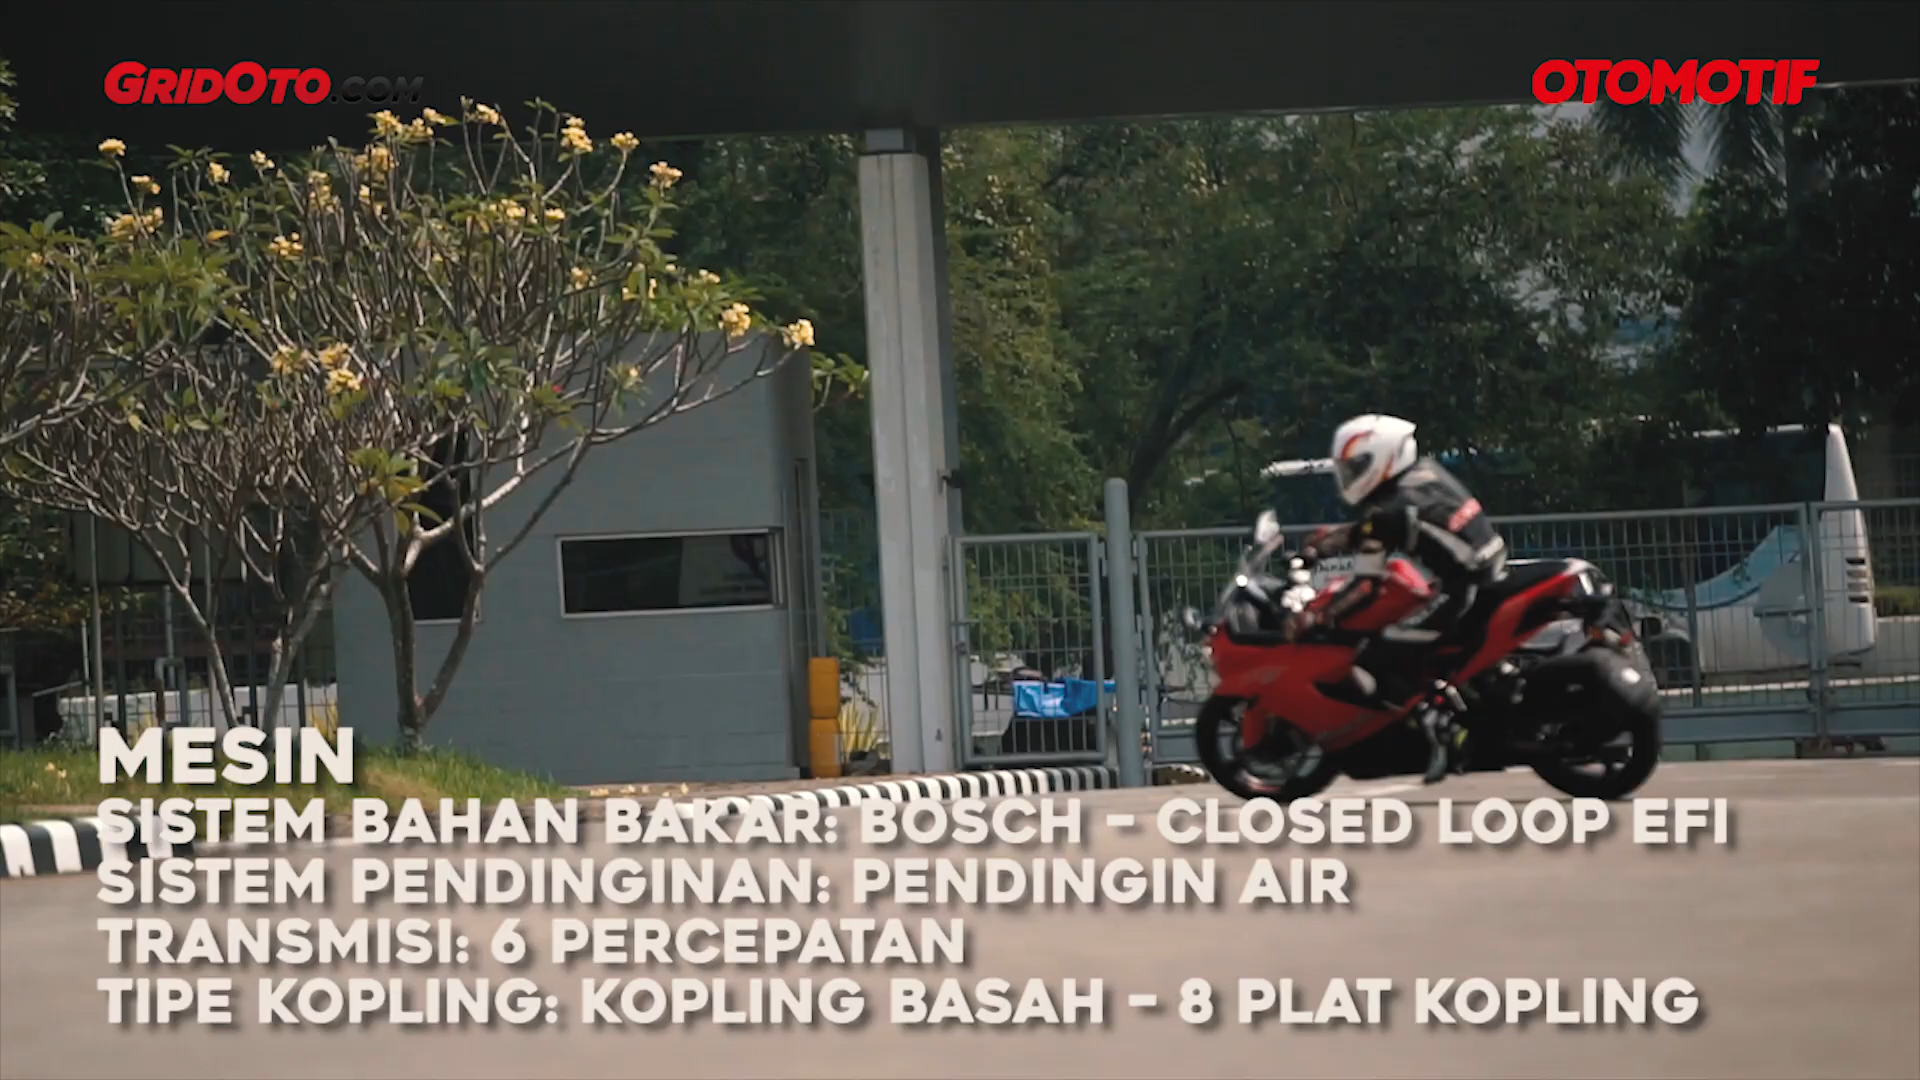 GRIDOTO.COM
OTOMOTIF
MESIN
SISTEM BAHAN BAKAR: BOSCH - CLOSED LOOP EFI
SISTEM PENDINGINAN: PENDINGIN AIR
TRANSMISI: 6 PERCEPATAN
TIPE KOPLING: KOPLING BASAH - 8 PLAT KOPLING